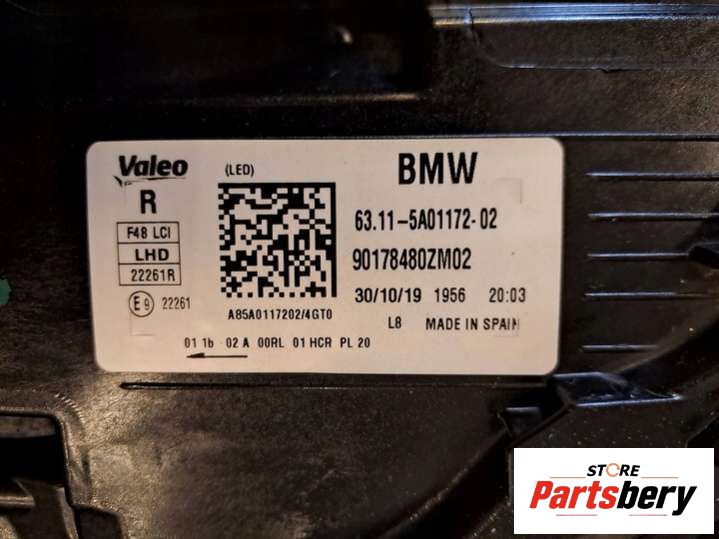 Valeo
(LED)
BMW
R
F48 LCI
LHD
22261R
E9 22261
63.11-5A01172-02
90178480ZM02
30/10/19 1956 20:03
A85A0117202/4GT0
L8 MADE IN SPAIN
01 1b 02 A 00RL 01 HCR PL 20
STORE
Partsbery